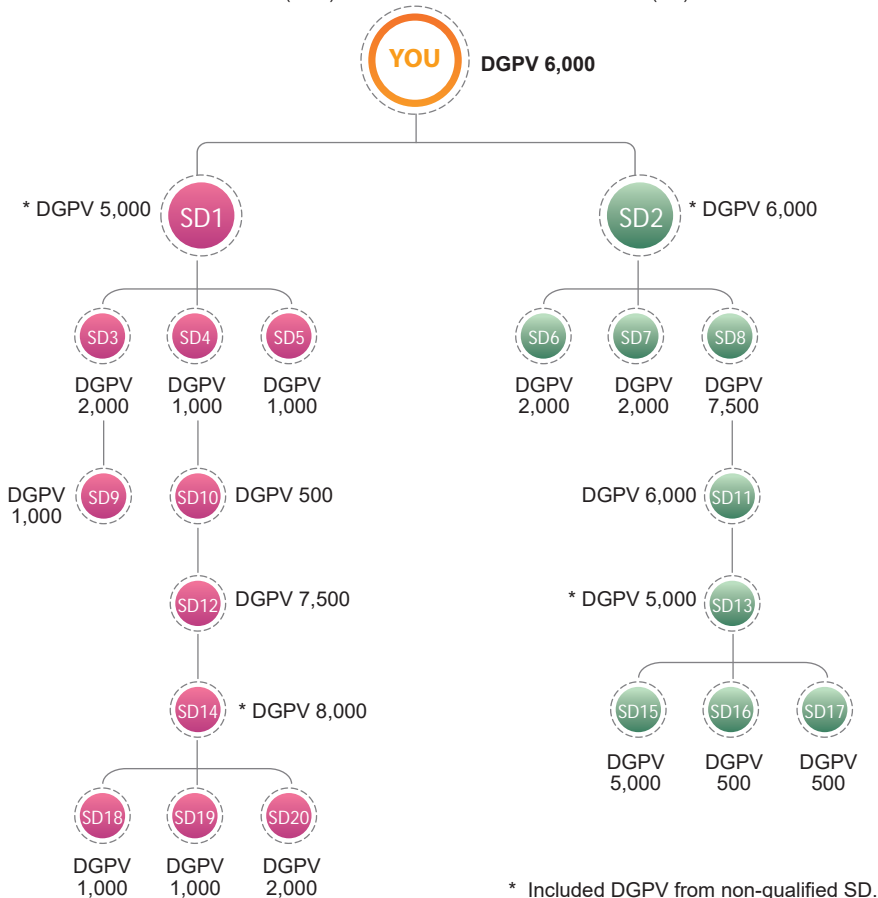 YOU
DGPV 6,000
* DGPV 5,000
SD1
SD2
* DGPV 6,000
SD3
SD4
SD5
SD6
SD7
SD8
DGPV
2,000
DGPV
1,000
DGPV
1,000
DGPV
2,000
DGPV
2,000
DGPV
7,500
DGPV
1,000
SD9
SD10
DGPV 500
DGPV 6,000
SD11
SD12
DGPV 7,500
* DGPV 5,000
SD13
SD14
* DGPV 8,000
SD15
SD16
SD17
DGPV
5,000
DGPV
500
DGPV
500
SD18
SD19
SD20
DGPV
1,000
DGPV
1,000
DGPV
2,000
* Included DGPV from non-qualified SD.